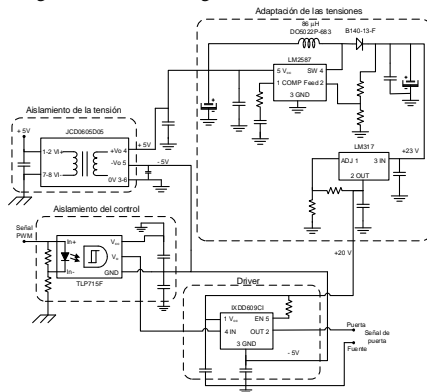 Adaptación de las tensiones
86 µH
DO5022P-683
B140-13-F
LM2587
5 Vcc
SW 4
1 COMP
Feed 2
3 GND
Aislamiento de la tensión
+ 5V
JCD0605D05
1-2 VI+
+Vo 4
+ 5 V
-Vo 5
- 5V
7-8 VI-
0V 3-6
LM317
ADJ 1
3 IN
2 OUT
+23 V
Aislamiento del control
Señal
PWM
In+
In-
Vcc
GND
TLP715F
+20 V
Driver
IXDD609CI
1 Vcc
EN 5
4 IN
OUT 2
3 GND
- 5V
Puerta
Señal de
puerta
Fuente